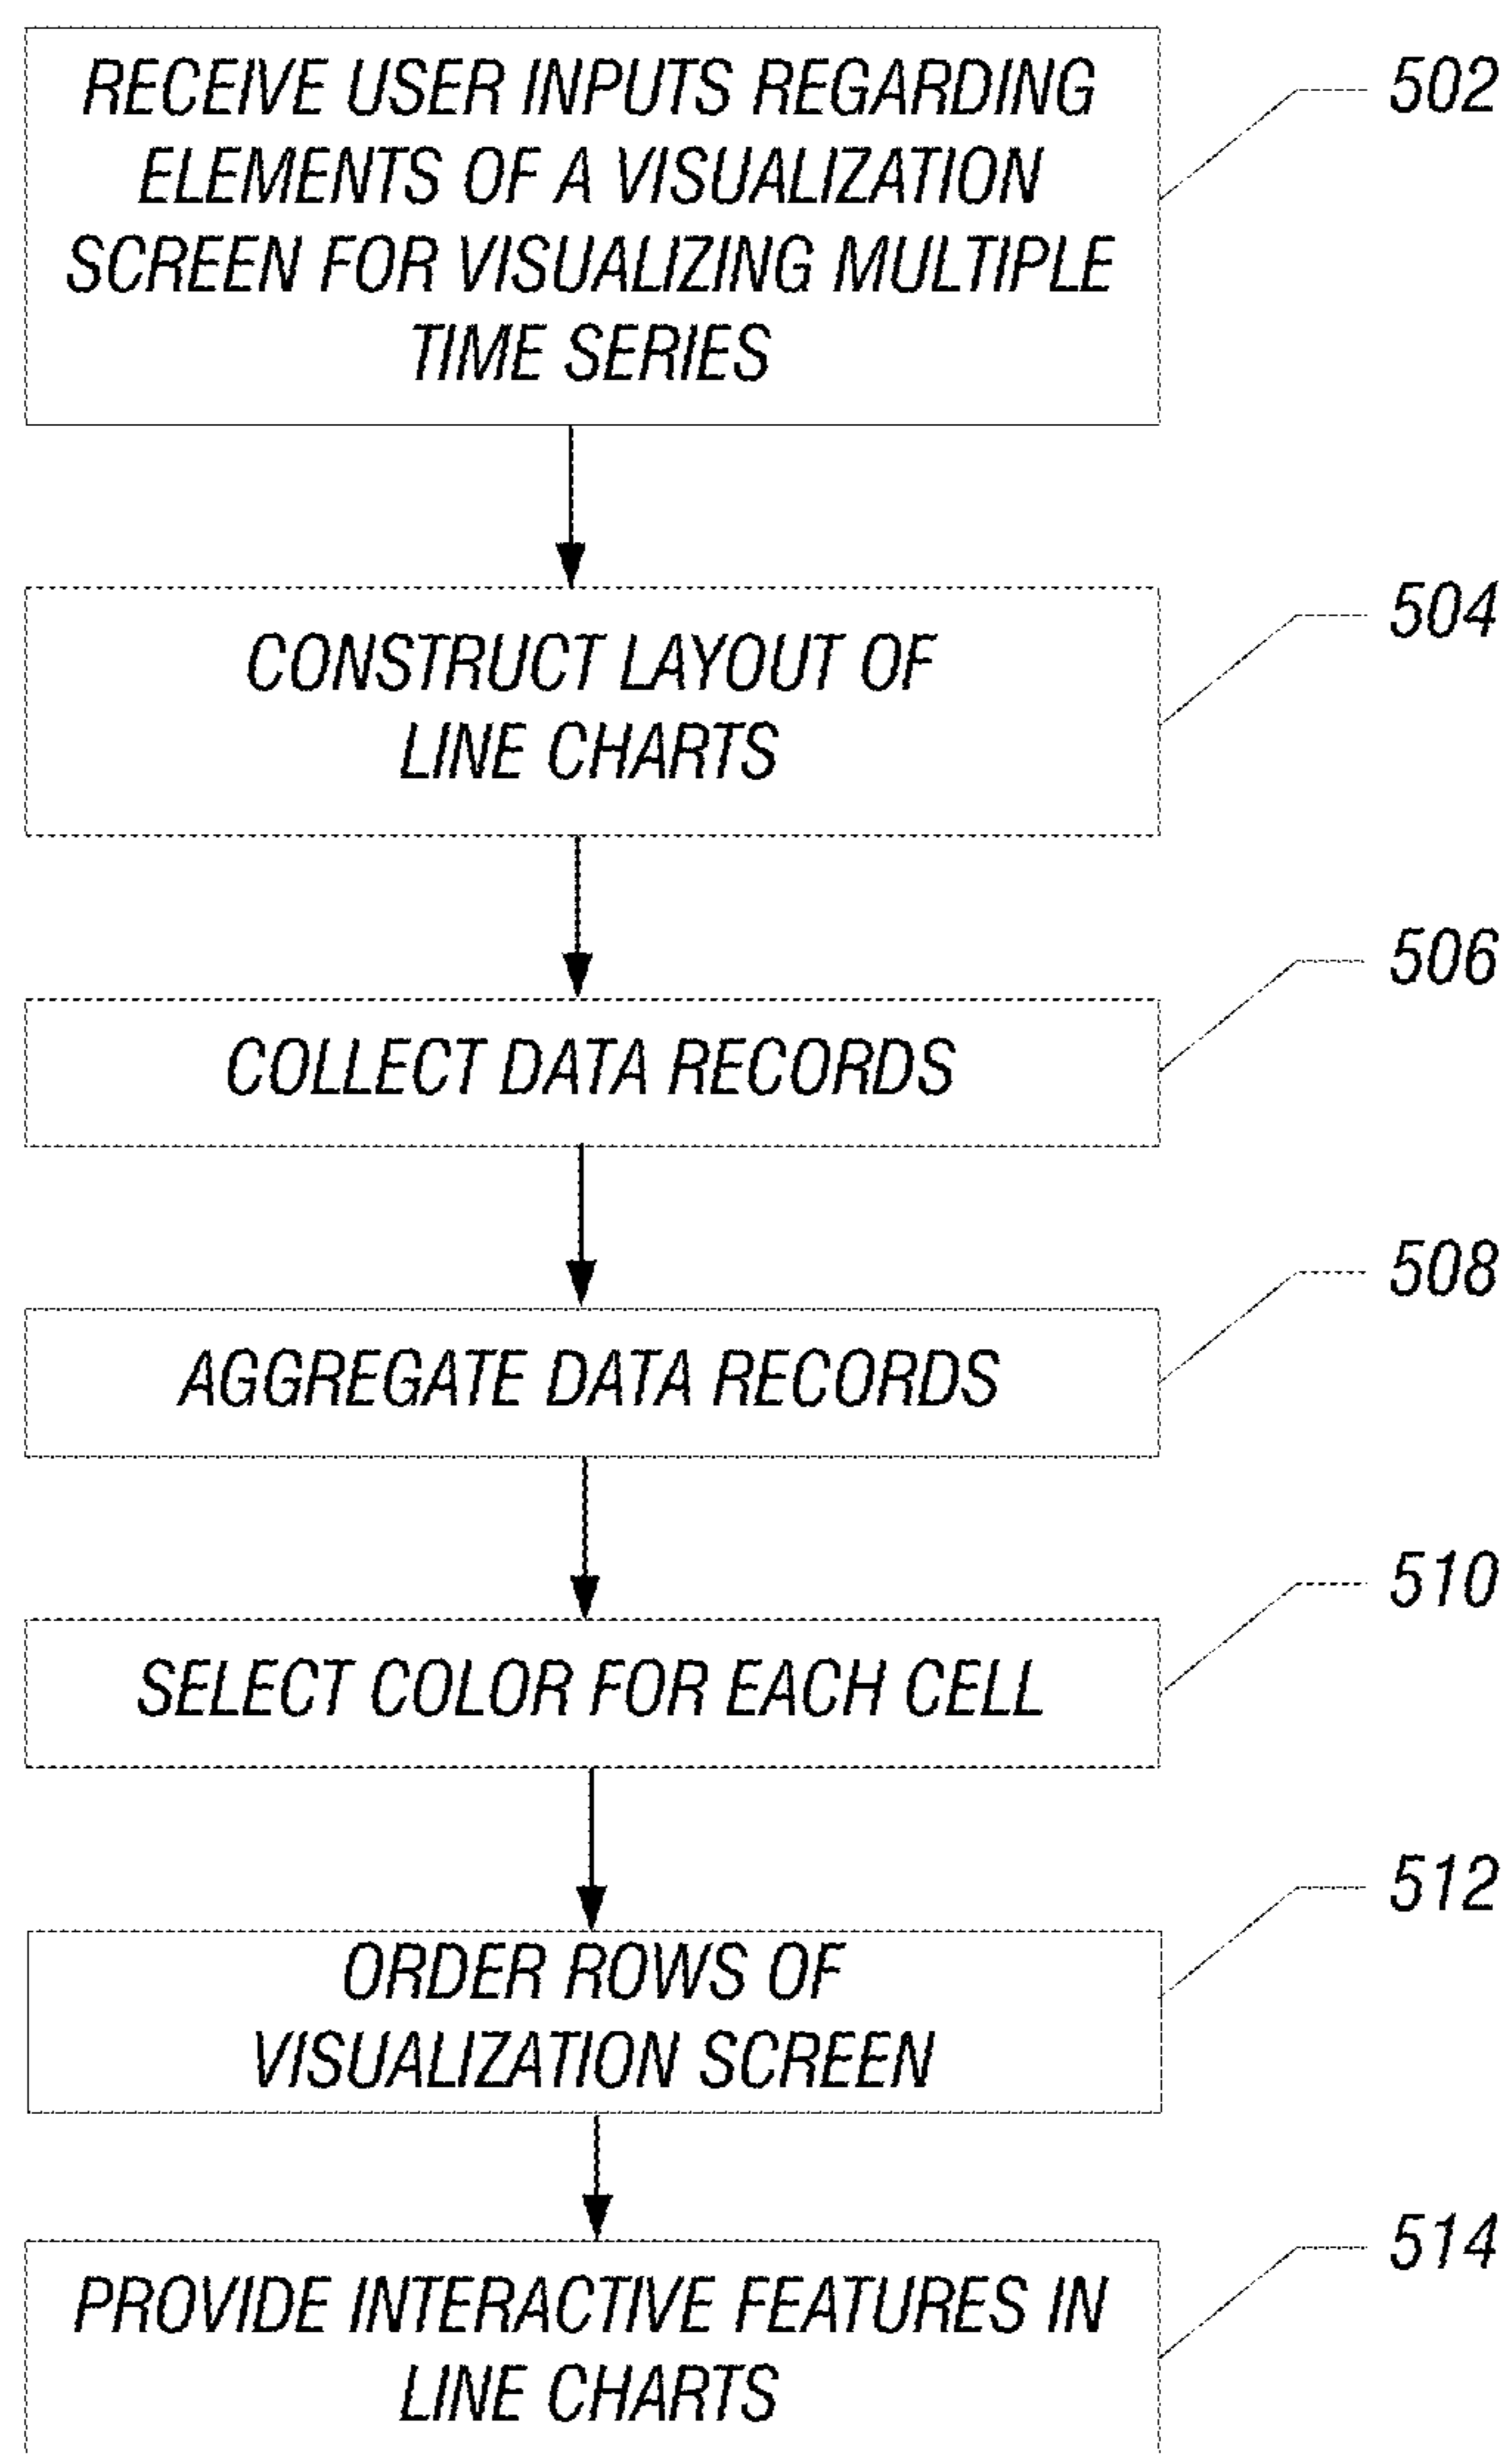 RECEIVE USER INPUTS REGARDING
ELEMENTS OF A VISUALIZATION
SCREEN FOR VISUALIZING MULTIPLE
TIME SERIES
502
CONSTRUCT LAYOUT OF
LINE CHARTS
504
COLLECT DATA RECORDS
506
AGGREGATE DATA RECORDS
508
SELECT COLOR FOR EACH CELL
510
ORDER ROWS OF
VISUALIZATION SCREEN
512
PROVIDE INTERACTIVE FEATURES IN
LINE CHARTS
514